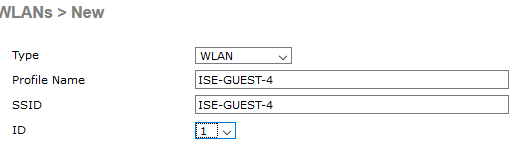 WLANs > New
Type WLAN
Profile Name ISE-GUEST-4
SSID ISE-GUEST-4
ID 1